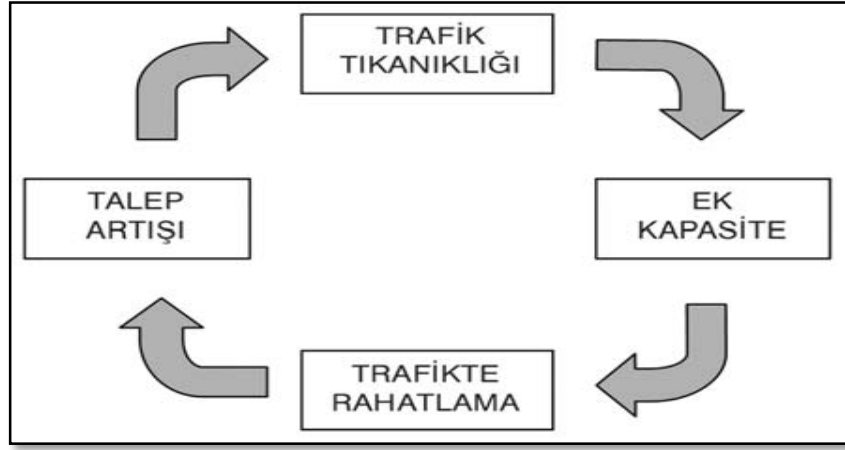 TRAFİK
TIKANIKLIĞI
EK
KAPASİTE
TRAFİKTE
RAHATLAMA
TALEP
ARTIŞI